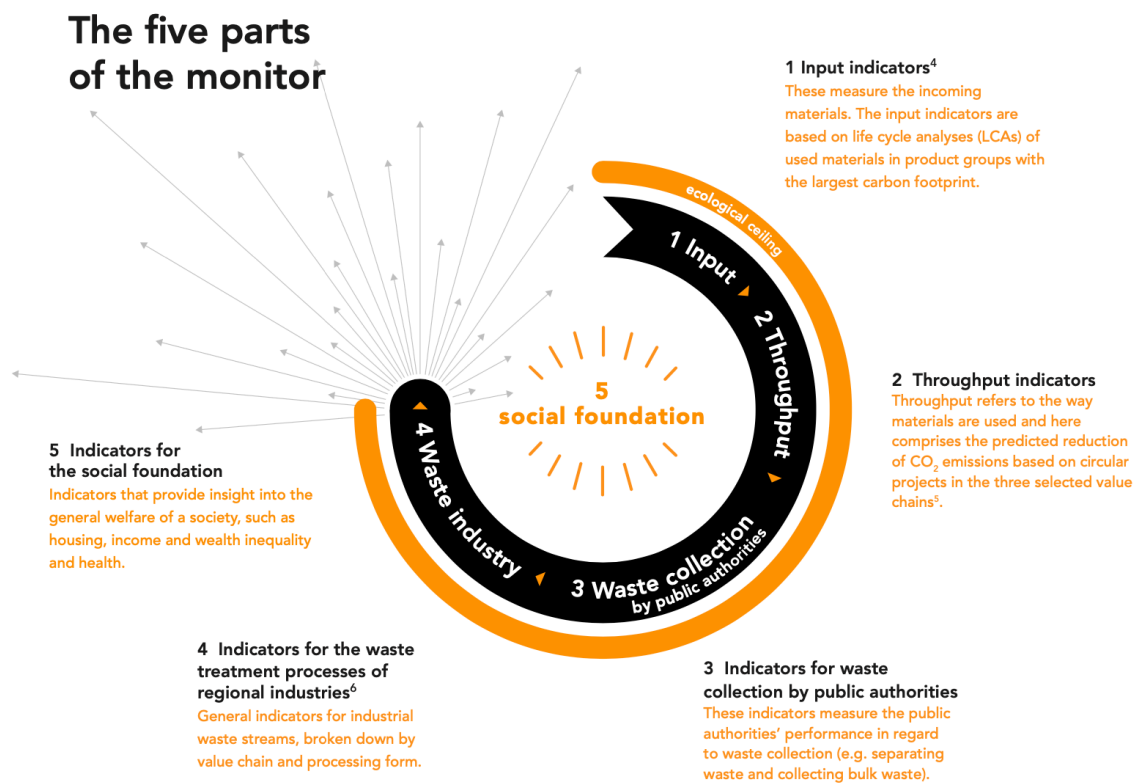 The five parts
of the monitor
1 Input indicators⁴
These measure the incoming
materials. The input indicators are
based on life cycle analyses (LCAs) of
used materials in product groups with
the largest carbon footprint.
ecological ceiling
1 Input
2 Throughput
3 Waste collection
by public authorities
4 Waste industry
5
social foundation
2 Throughput indicators
Throughput refers to the way
materials are used and here
comprises the predicted reduction
of CO₂ emissions based on circular
projects in the three selected value
chains⁵.
5 Indicators for
the social foundation
Indicators that provide insight into the
general welfare of a society, such as
housing, income and wealth inequality
and health.
4 Indicators for the waste
treatment processes of
regional industries⁶
General indicators for industrial
waste streams, broken down by
value chain and processing form.
3 Indicators for waste
collection by public authorities
These indicators measure the public
authorities’ performance in regard
to waste collection (e.g. separating
waste and collecting bulk waste).